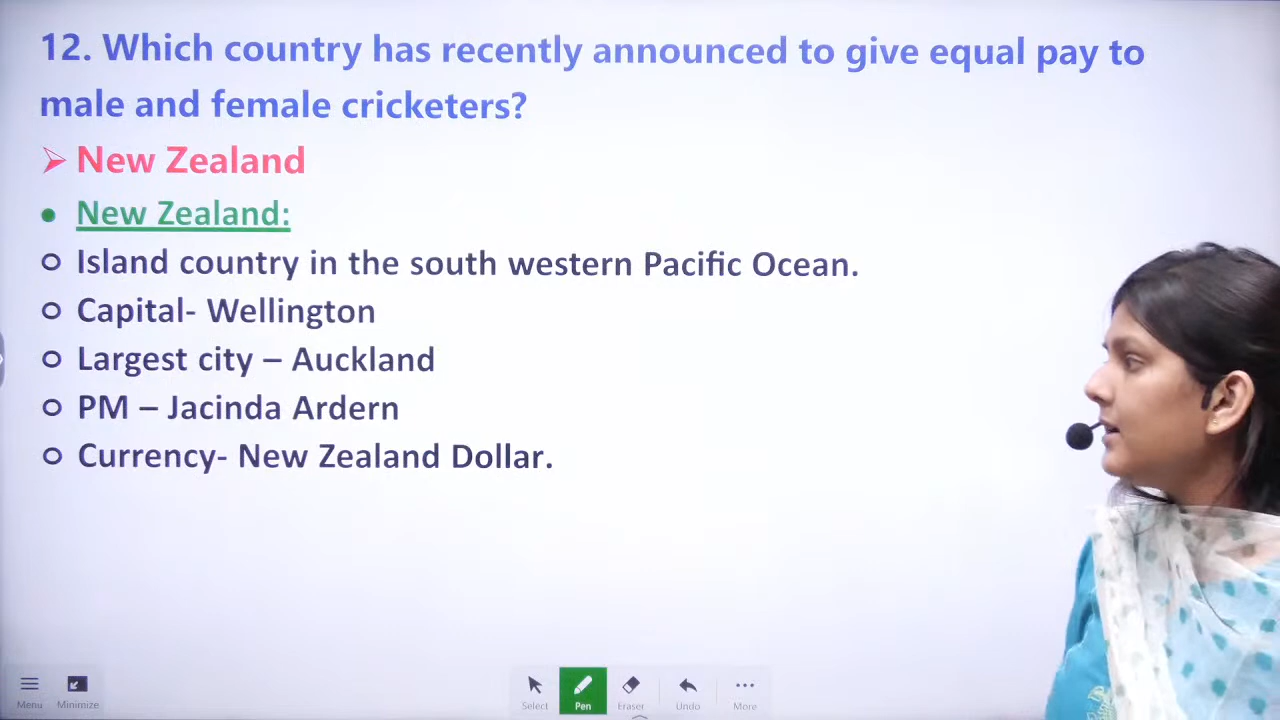 12. Which country has recently announced to give equal pay to
male and female cricketers?
➢ New Zealand
• New Zealand:
o Island country in the south western Pacific Ocean.
o Capital- Wellington
o Largest city – Auckland
o PM – Jacinda Ardern
o Currency- New Zealand Dollar.
Menu Minimize Select Pen Eraser Undo More